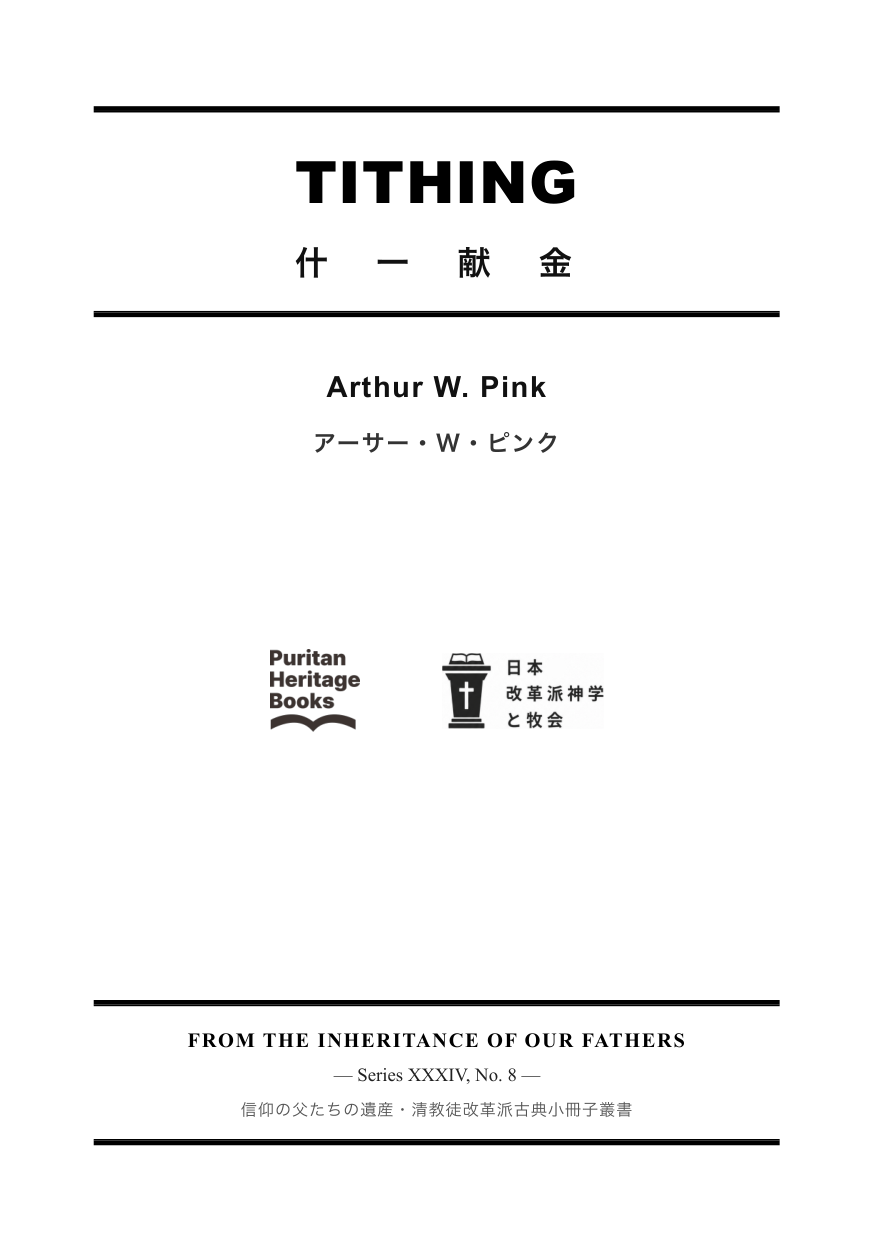 TITHING
什一献金
Arthur W. Pink
アーサー・W・ピンク
Puritan
Heritage
Books
日本
改革派神学
と牧会
FROM THE INHERITANCE OF OUR FATHERS
— Series XXXIV, No. 8 —
信仰の父たちの遺産・清教徒改革派古典小冊子叢書